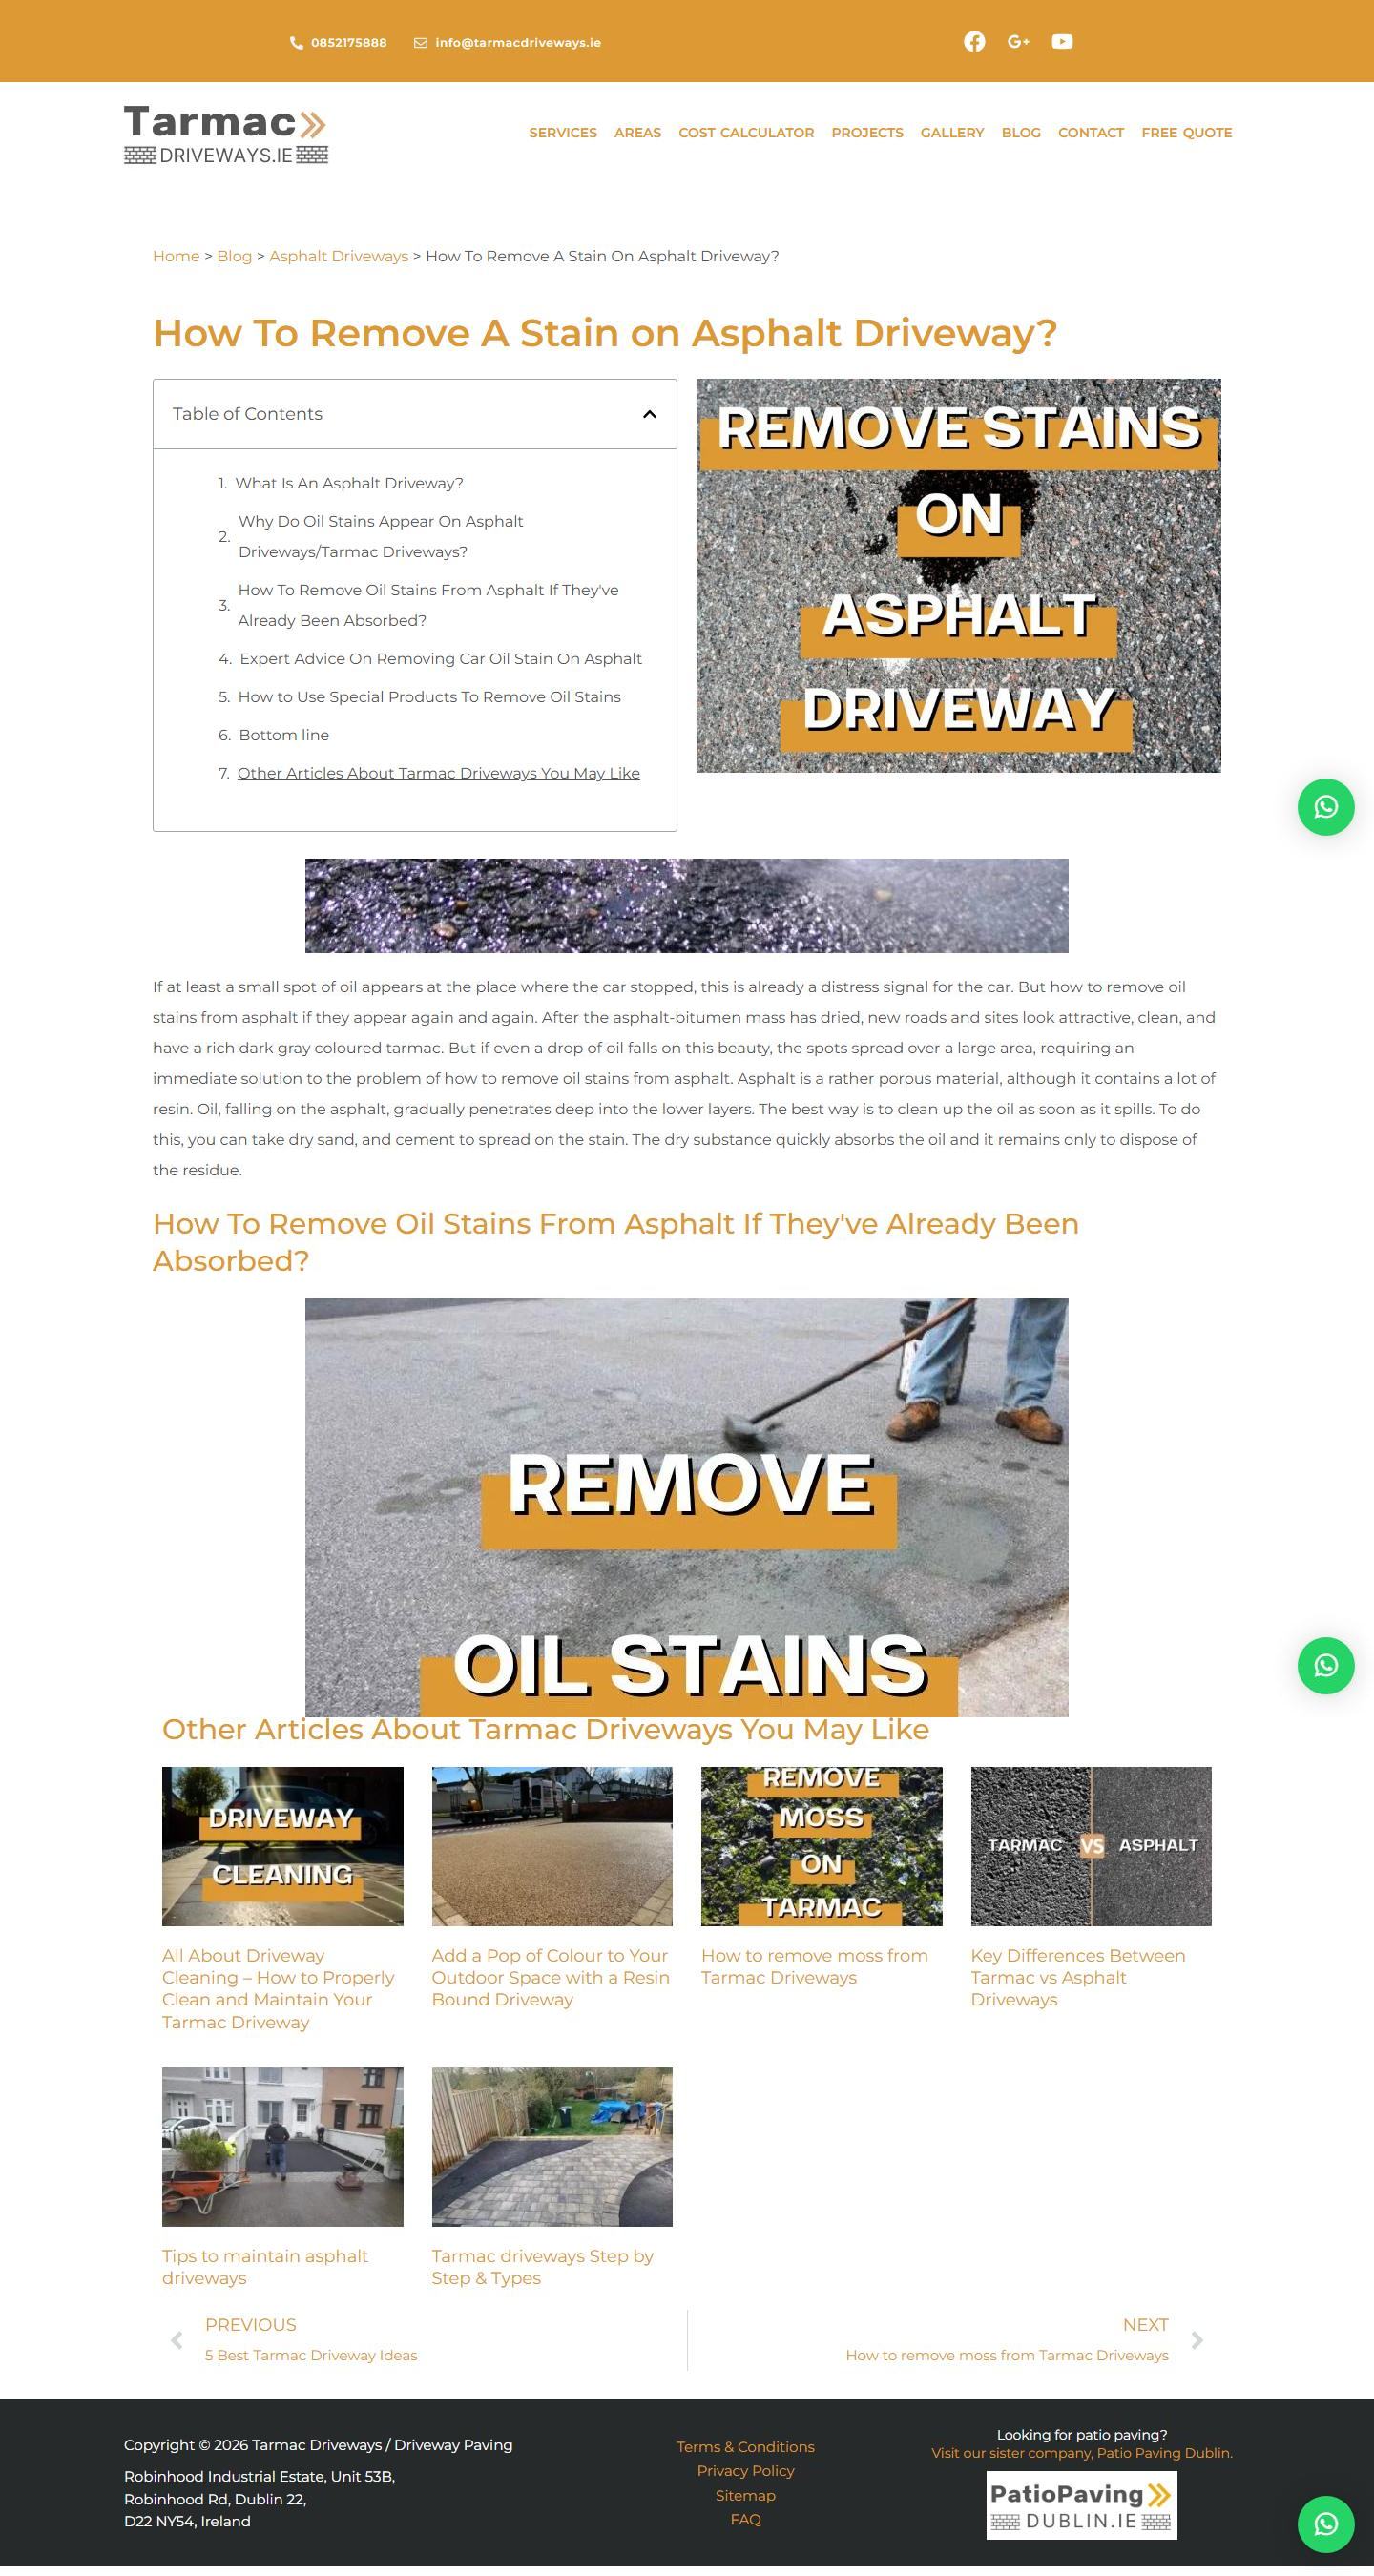 0852175888
info@tarmacdriveways.ie
Tarmac
DRIVEWAYS.IE
SERVICES AREAS COST CALCULATOR PROJECTS GALLERY BLOG CONTACT FREE QUOTE
Home > Blog > Asphalt Driveways > How To Remove A Stain On Asphalt Driveway?
How To Remove A Stain on Asphalt Driveway?
Table of Contents
1. What Is An Asphalt Driveway?
2. Why Do Oil Stains Appear On Asphalt
Driveways/Tarmac Driveways?
3. How To Remove Oil Stains From Asphalt If They've
Already Been Absorbed?
4. Expert Advice On Removing Car Oil Stain On Asphalt
5. How to Use Special Products To Remove Oil Stains
6. Bottom line
7. Other Articles About Tarmac Driveways You May Like
REMOVE STAINS
ON
ASPHALT
DRIVEWAY
If at least a small spot of oil appears at the place where the car stopped, this is already a distress signal for the car. But how to remove oil
stains from asphalt if they appear again and again. After the asphalt-bitumen mass has dried, new roads and sites look attractive, clean, and
have a rich dark gray coloured tarmac. But if even a drop of oil falls on this beauty, the spots spread over a large area, requiring an
immediate solution to the problem of how to remove oil stains from asphalt. Asphalt is a rather porous material, although it contains a lot of
resin. Oil, falling on the asphalt, gradually penetrates deep into the lower layers. The best way is to clean up the oil as soon as it spills. To do
this, you can take dry sand, and cement to spread on the stain. The dry substance quickly absorbs the oil and it remains only to dispose of
the residue.
How To Remove Oil Stains From Asphalt If They've Already Been
Absorbed?
REMOVE
OIL STAINS
Other Articles About Tarmac Driveways You May Like
DRIVEWAY
CLEANING
REMOVE
MOSS
ON
TARMAC
TARMAC VS ASPHALT
All About Driveway
Cleaning – How to Properly
Clean and Maintain Your
Tarmac Driveway
Add a Pop of Colour to Your
Outdoor Space with a Resin
Bound Driveway
How to remove moss from
Tarmac Driveways
Key Differences Between
Tarmac vs Asphalt
Driveways
Tips to maintain asphalt
driveways
Tarmac driveways Step by
Step & Types
PREVIOUS
5 Best Tarmac Driveway Ideas
NEXT
How to remove moss from Tarmac Driveways
Copyright © 2026 Tarmac Driveways / Driveway Paving
Robinhood Industrial Estate, Unit 53B,
Robinhood Rd, Dublin 22,
D22 NY54, Ireland
Terms & Conditions
Privacy Policy
Sitemap
FAQ
Looking for patio paving?
Visit our sister company, Patio Paving Dublin.
PatioPaving
DUBLIN.IE